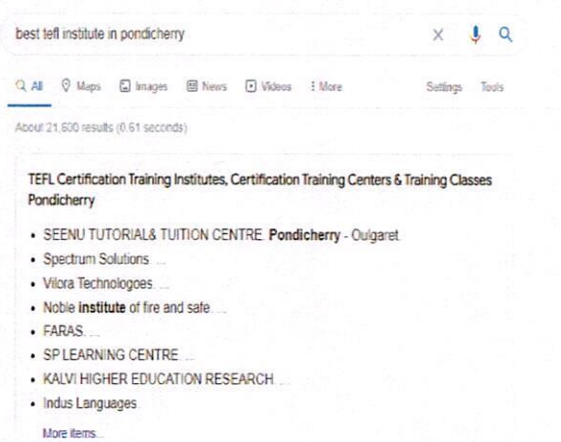 best tefl institute in pondicherry
All Maps Images News Videos More Settings Tools
About 21,600 results (0.61 seconds)
TEFL Certification Training Institutes, Certification Training Centers & Training Classes
Pondicherry
• SEENU TUTORIAL& TUITION CENTRE. Pondicherry - Oulgaret.
• Spectrum Solutions. ...
• Vilora Technologoes. ...
• Noble institute of fire and safe. ...
• FARAS. ...
• SP LEARNING CENTRE. ...
• KALVI HIGHER EDUCATION RESEARCH. ...
• Indus Languages.
More items...